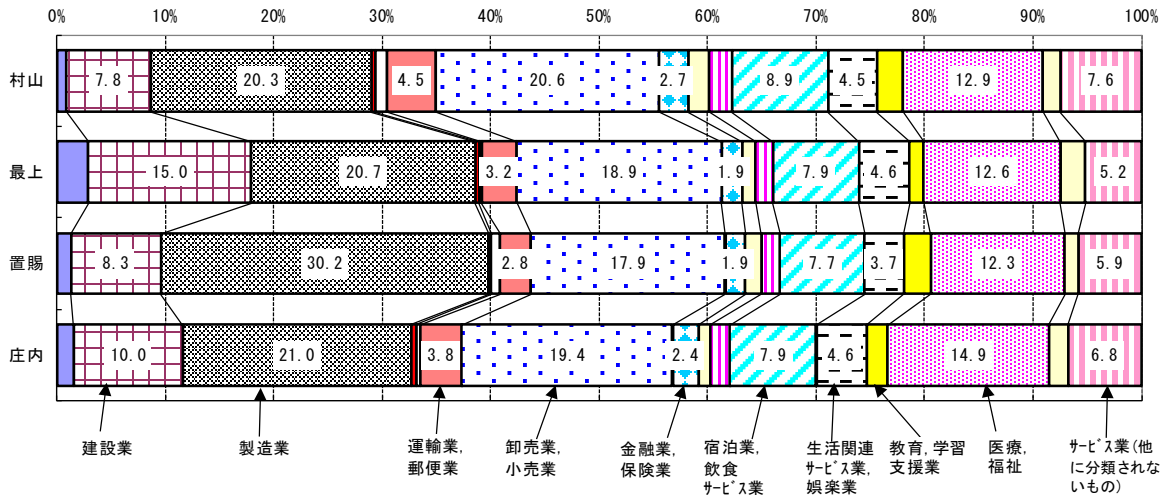 0% 10% 20% 30% 40% 50% 60% 70% 80% 90% 100%
村山 7.8 20.3 4.5 20.6 2.7 8.9 4.5 12.9 7.6
最上 15.0 20.7 3.2 18.9 1.9 7.9 4.6 12.6 5.2
置賜 8.3 30.2 2.8 17.9 1.9 7.7 3.7 12.3 5.9
庄内 10.0 21.0 3.8 19.4 2.4 7.9 4.6 14.9 6.8
建設業
製造業
運輸業,
郵便業
卸売業,
小売業
金融業,
保険業
宿泊業,
飲食
ｻｰﾋﾞｽ業
生活関連
ｻｰﾋﾞｽ業,
娯楽業
教育,学習
支援業
医療,
福祉
ｻｰﾋﾞｽ業(他
に分類されな
いもの)